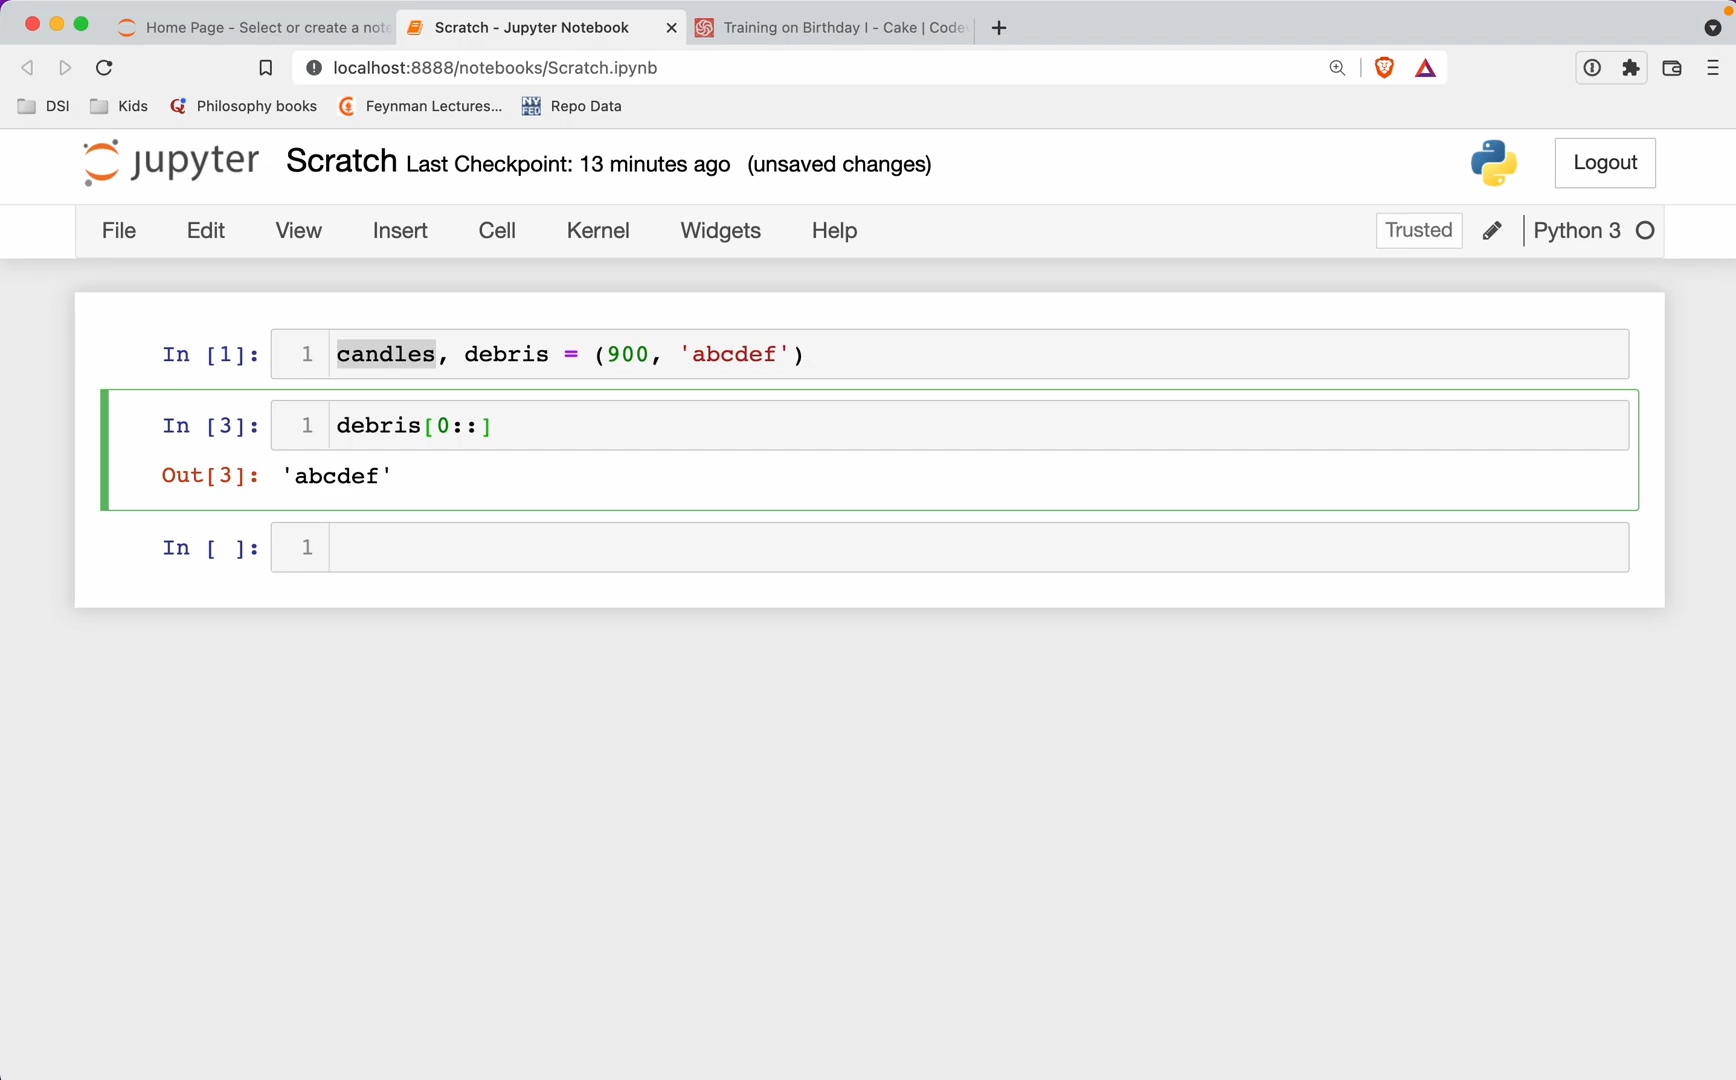 Home Page - Select or create a note
Scratch - Jupyter Notebook
Training on Birthday I - Cake | Code
localhost:8888/notebooks/Scratch.ipynb
DSI Kids Philosophy books Feynman Lectures... NY FED Repo Data
jupyter Scratch Last Checkpoint: 13 minutes ago (unsaved changes) Logout
File Edit View Insert Cell Kernel Widgets Help Trusted Python 3
In [1]: 1 candles, debris = (900, 'abcdef')
In [3]: 1 debris[0::]
Out[3]: 'abcdef'
In [ ]: 1